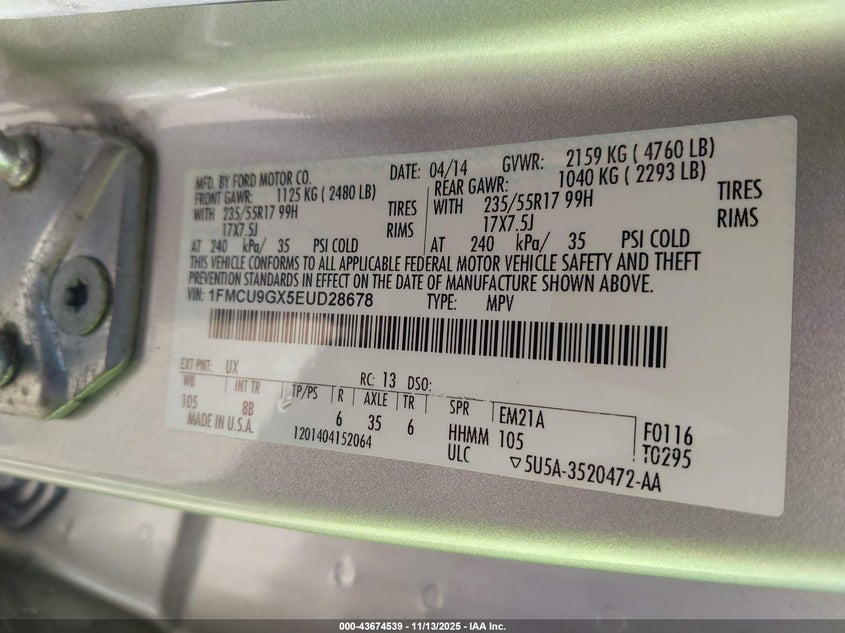 MFD. BY FORD MOTOR CO. DATE: 04/14 GVWR: 2159 KG ( 4760 LB)
FRONT GAWR: 1125 KG ( 2480 LB) REAR GAWR: 1040 KG ( 2293 LB)
WITH 235/55R17 99H TIRES WITH 235/55R17 99H TIRES
17X7.5J RIMS 17X7.5J RIMS
AT 240 kPa/ 35 PSI COLD AT 240 kPa/ 35 PSI COLD
THIS VEHICLE CONFORMS TO ALL APPLICABLE FEDERAL MOTOR VEHICLE SAFETY AND THEFT
PREVENTION STANDARDS IN EFFECT ON THE DATE OF MANUFACTURE SHOWN ABOVE.
VIN: 1FMCU9GX5EUD28678 TYPE: MPV
EXT PNT: UX RC: 13 DSO:
WB INT TR TP/PS R AXLE TR SPR EM21A
105 8B 6 35 6 HHMM 105 F0116
MADE IN U.S.A. 1201404152064 ULC ▽5U5A-3520472-AA T0295
000-43674539 - 11/13/2025 - IAA Inc.